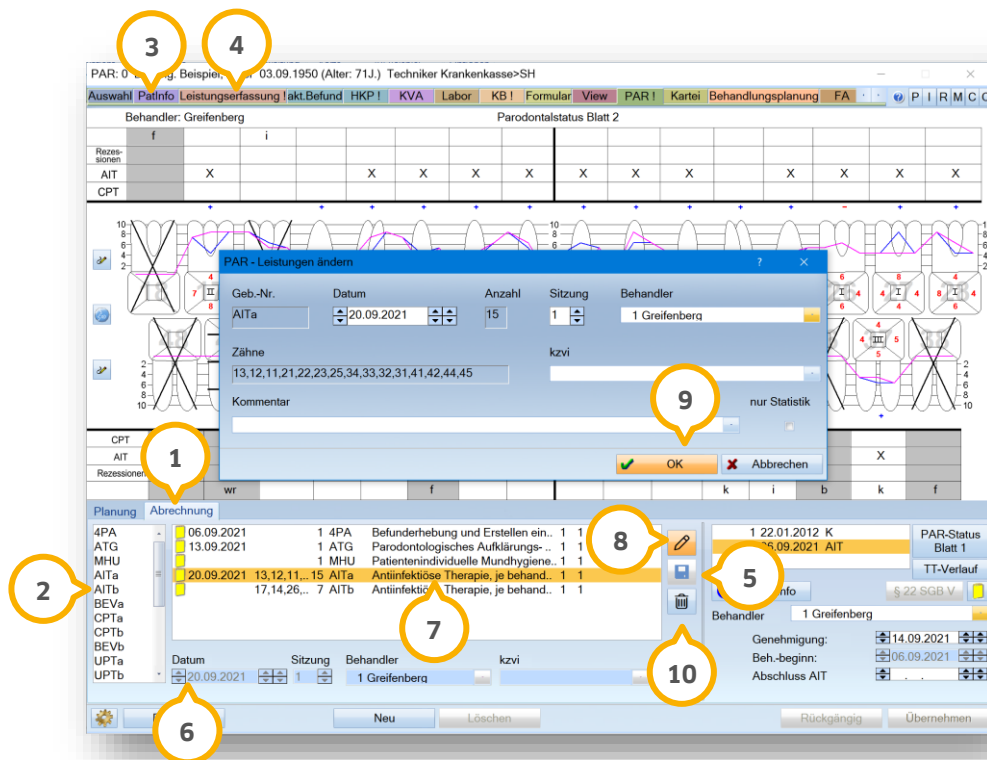 3
4
PAR: 0 Beispiel, 03.09.1950 (Alter: 71J.) Techniker Krankenkasse>SH
Auswahl PatInfo Leistungserfassung ! akt.Befund HKP ! KVA Labor KB ! Formular View PAR ! Kartei Behandlungsplanung FA P I R M C
Behandler: Greifenberg Parodontalstatus Blatt 2
f i
Rezes-
sionen
AIT X X X X X X X X X X X
CPT
10
8
6
4
2
PAR - Leistungen ändern ? ×
Geb.-Nr. Datum Anzahl Sitzung Behandler
AITa 20.09.2021 15 1 1 Greifenberg
Zähne kzvi
13,12,11,21,22,23,25,34,33,32,31,41,42,44,45
Kommentar nur Statistik
9
OK Abbrechen
2
4
6
8
10
CPT
AIT X
Rezessionen
wr f k i b k f
1
Planung Abrechnung
4PA
ATG
MHU
AITa
AITb
BEVa
CPTa
CPTb
BEVb
UPTa
UPTb
2
06.09.2021 1 4PA Befunderhebung und Erstellen ein.. 1 1
13.09.2021 1 ATG Parodontologisches Aufklärungs- .. 1 1
1 MHU Patientenindividuelle Mundhygiene.. 1 1
20.09.2021 13,12,11,.. 15 AITa Antiinfektiöse Therapie, je behand.. 1 1
17,14,26,.. 7 AITb Antiinfektiöse Therapie, je behand.. 1 1
7
8
5
10
1 22.01.2012 K
06.09.2021 AIT
PAR-Status
Blatt 1
TT-Verlauf
§ 22 SGB V
Behandler 1 Greifenberg
Genehmigung: 14.09.2021
Beh.-beginn: 06.09.2021
Abschluss AIT . .
Datum Sitzung Behandler kzvi
20.09.2021 1 1 Greifenberg
6
Neu Löschen Rückgängig Übernehmen